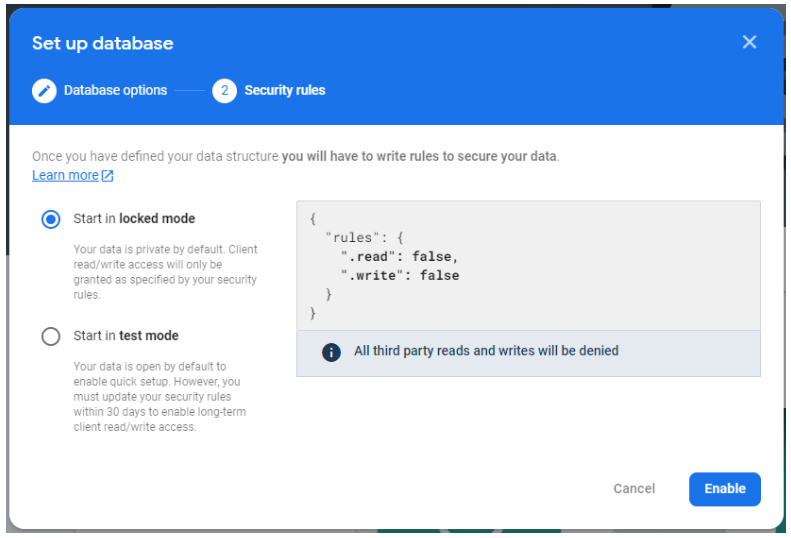 Set up database
Database options
2 Security rules
Once you have defined your data structure you will have to write rules to secure your data.
Learn more
Start in locked mode
Your data is private by default. Client
read/write access will only be
granted as specified by your security
rules.
Start in test mode
Your data is open by default to
enable quick setup. However, you
must update your security rules
within 30 days to enable long-term
client read/write access.
{
"rules": {
".read": false,
".write": false
}
}
All third party reads and writes will be denied
Cancel
Enable